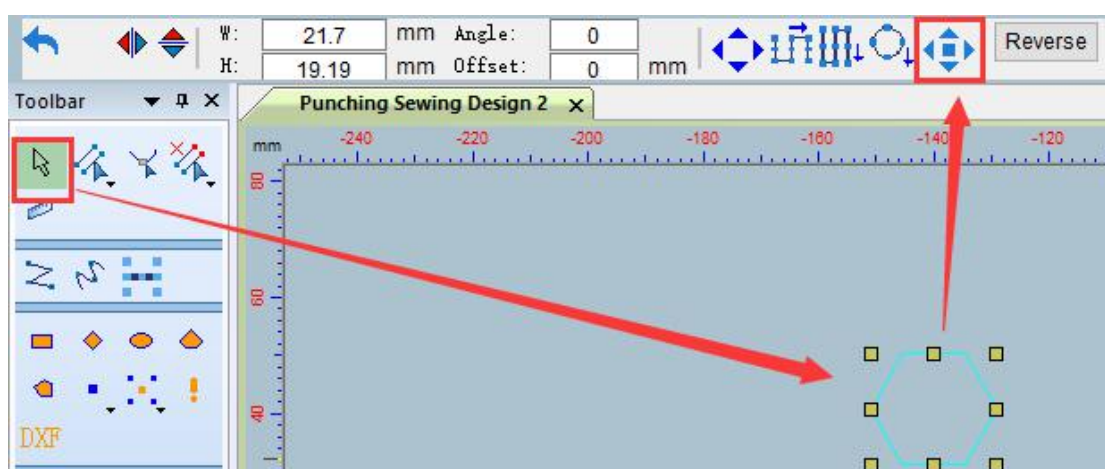 W: 21.7 mm Angle: 0
H: 19.19 mm Offset: 0 mm
Reverse
Toolbar
Punching Sewing Design 2
mm -240 -220 -200 -180 -160 -140 -120
80
60
40
DXF